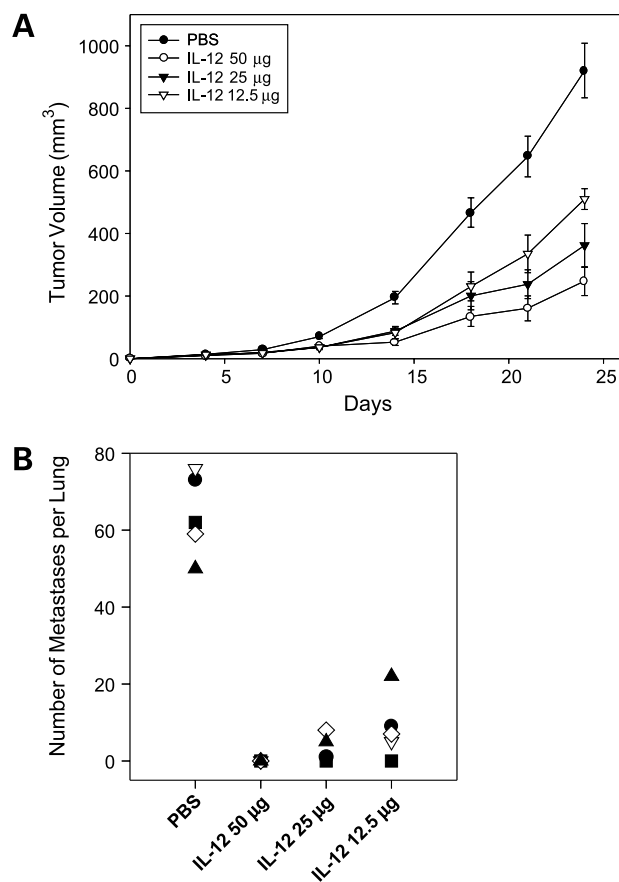 A
PBS
IL-12 50 µg
IL-12 25 µg
IL-12 12.5 µg
Tumor Volume (mm³)
1000
800
600
400
200
0
0 5 10 15 20 25
Days
B
Number of Metastases per Lung
80
60
40
20
0
PBS
IL-12 50 µg
IL-12 25 µg
IL-12 12.5 µg